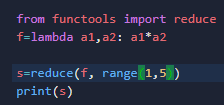 from functools import reduce
f=lambda a1,a2: a1*a2
s=reduce(f, range(1,5))
print(s)